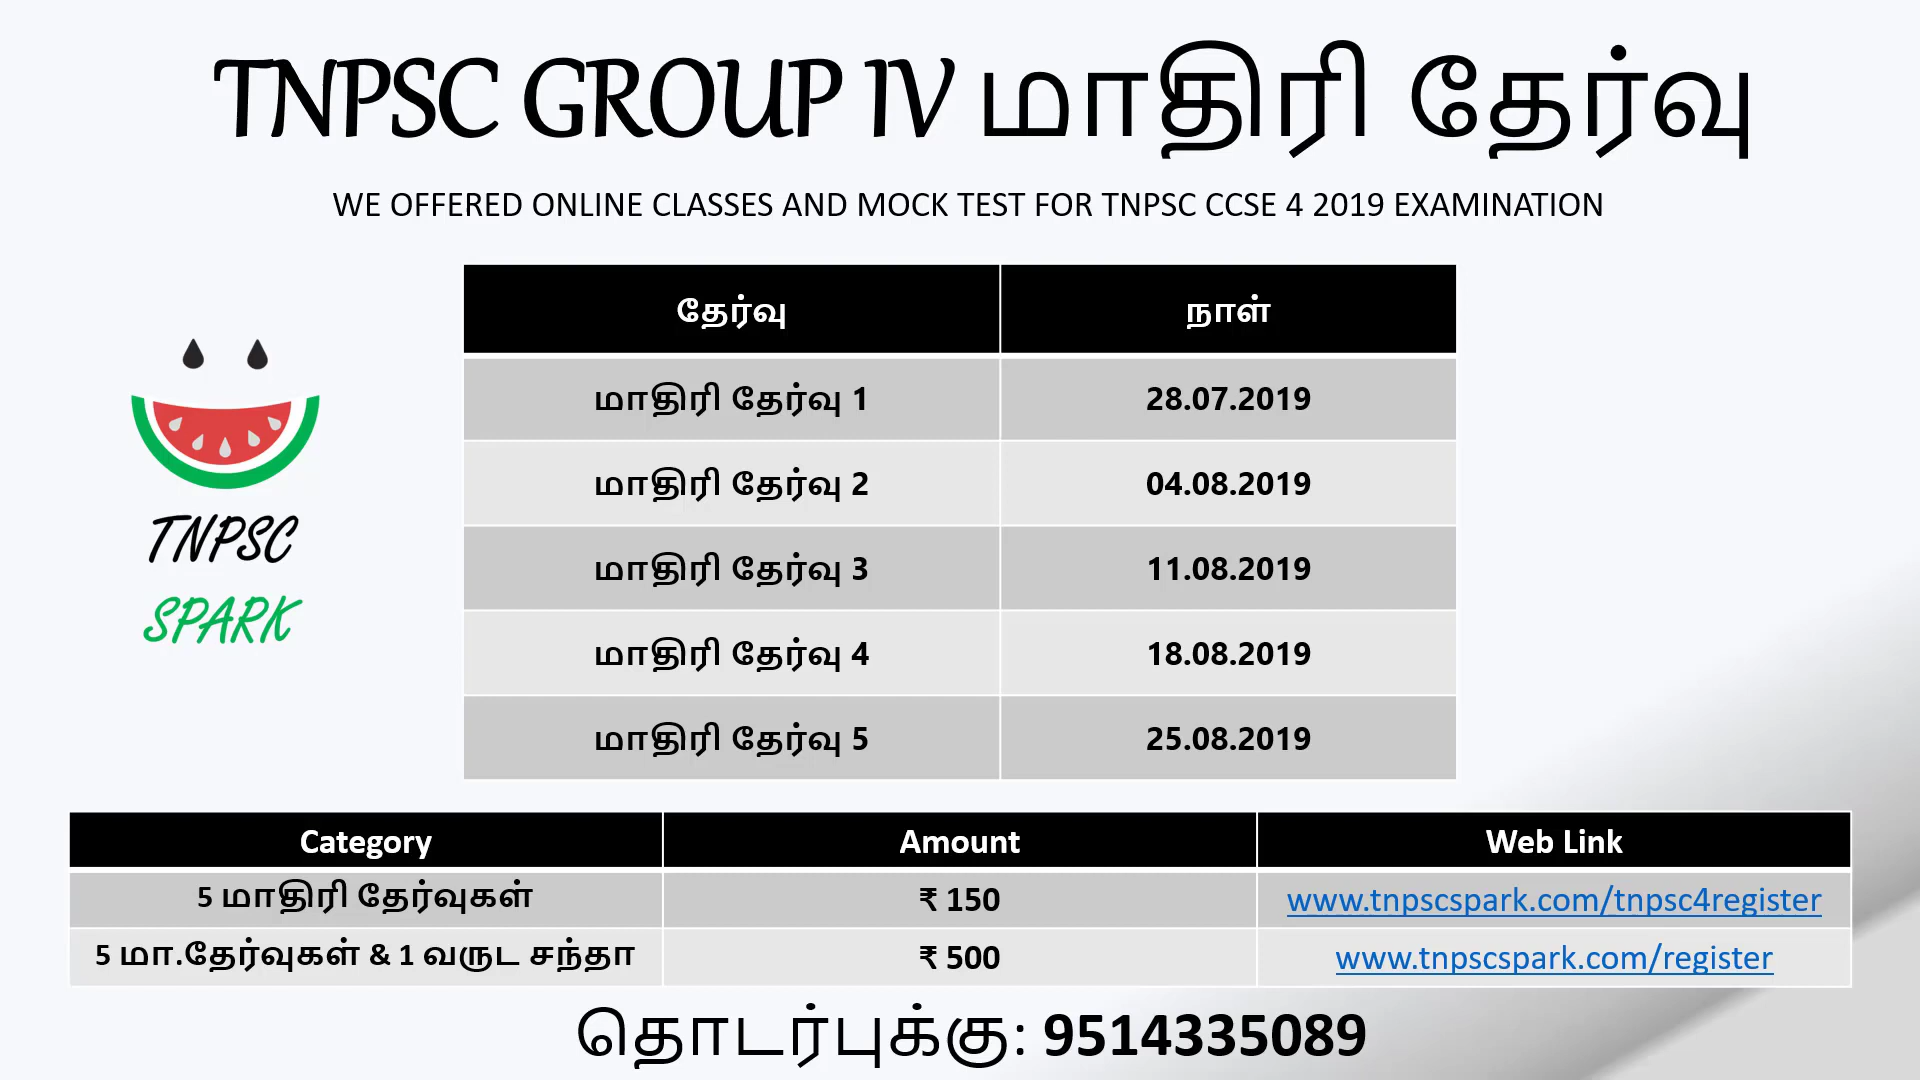 TNPSC GROUP IV மாதிரி தேர்வு
WE OFFERED ONLINE CLASSES AND MOCK TEST FOR TNPSC CCSE 4 2019 EXAMINATION
தேர்வு நாள்
மாதிரி தேர்வு 1 28.07.2019
மாதிரி தேர்வு 2 04.08.2019
மாதிரி தேர்வு 3 11.08.2019
மாதிரி தேர்வு 4 18.08.2019
மாதிரி தேர்வு 5 25.08.2019
TNPSC
SPARK
Category Amount Web Link
5 மாதிரி தேர்வுகள் ₹ 150 www.tnpscspark.com/tnpsc4register
5 மா.தேர்வுகள் & 1 வருட சந்தா ₹ 500 www.tnpscspark.com/register
தொடர்புக்கு: 9514335089